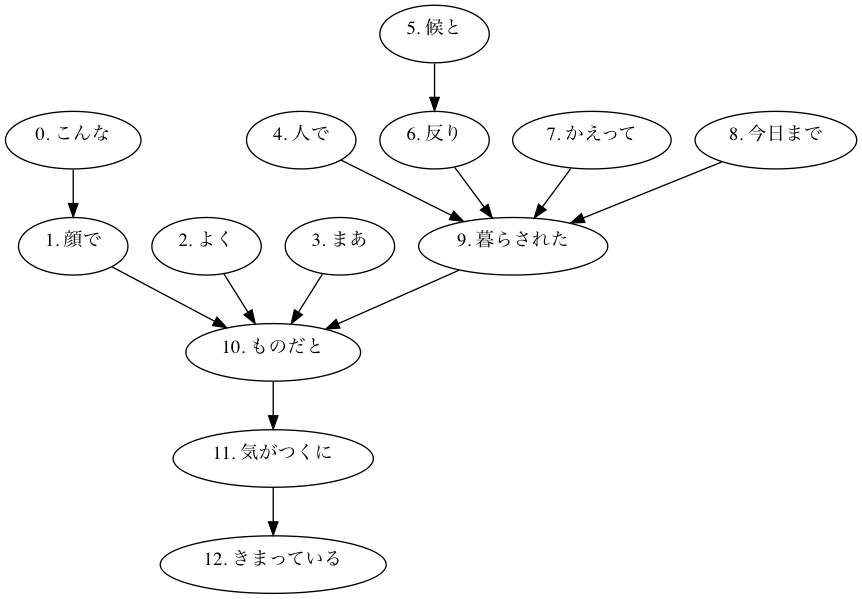 5. 候と
0. こんな
4. 人で
6. 反り
7. かえって
8. 今日まで
1. 顔で
2. よく
3. まあ
9. 暮らされた
10. ものだと
11. 気がつくに
12. きまっている